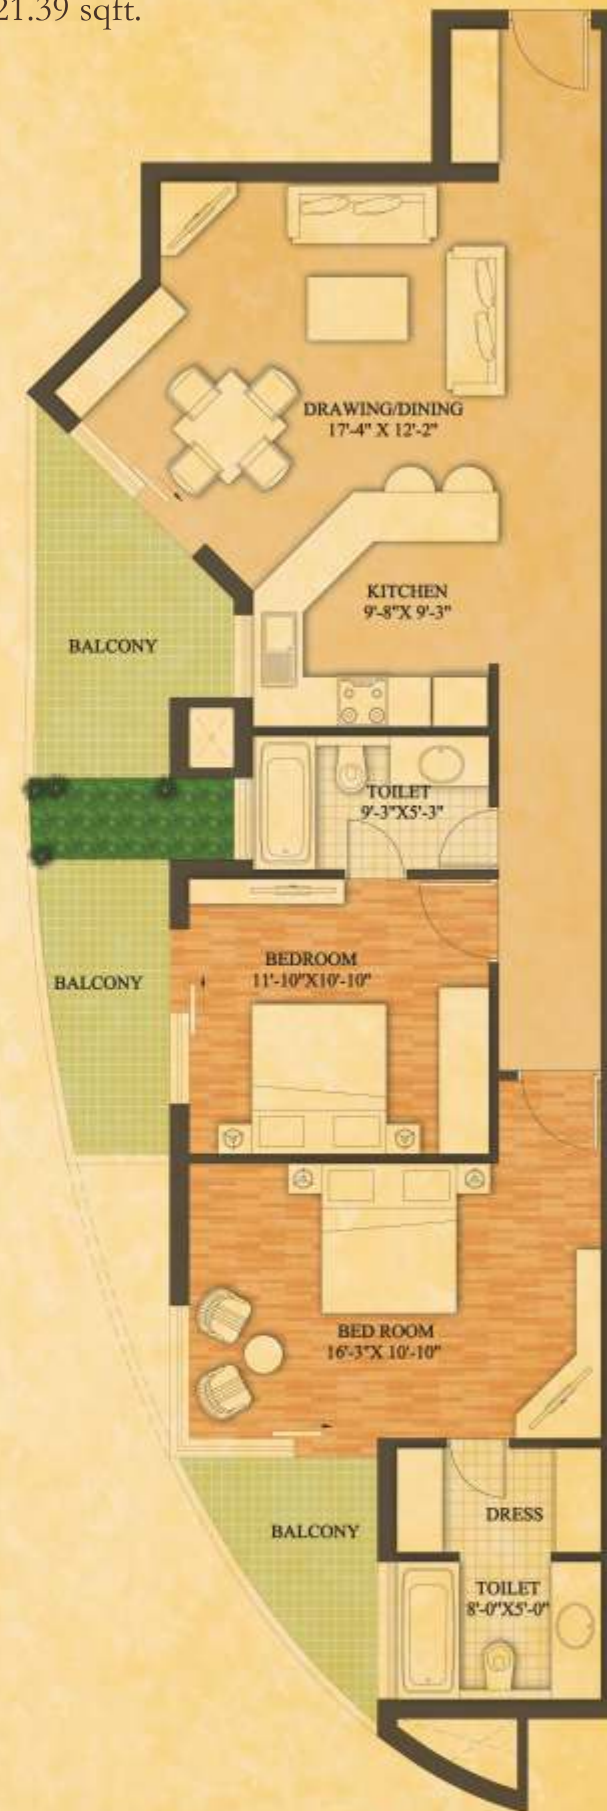 21.39 sqft.
DRAWING/DINING
17'-4" X 12'-2"
KITCHEN
9'-8"X 9'-3"
BALCONY
TOILET
9'-3"X5'-3"
BEDROOM
11'-10"X10'-10"
BALCONY
BED ROOM
16'-3"X 10'-10"
DRESS
BALCONY
TOILET
8'-0"X5'-0"